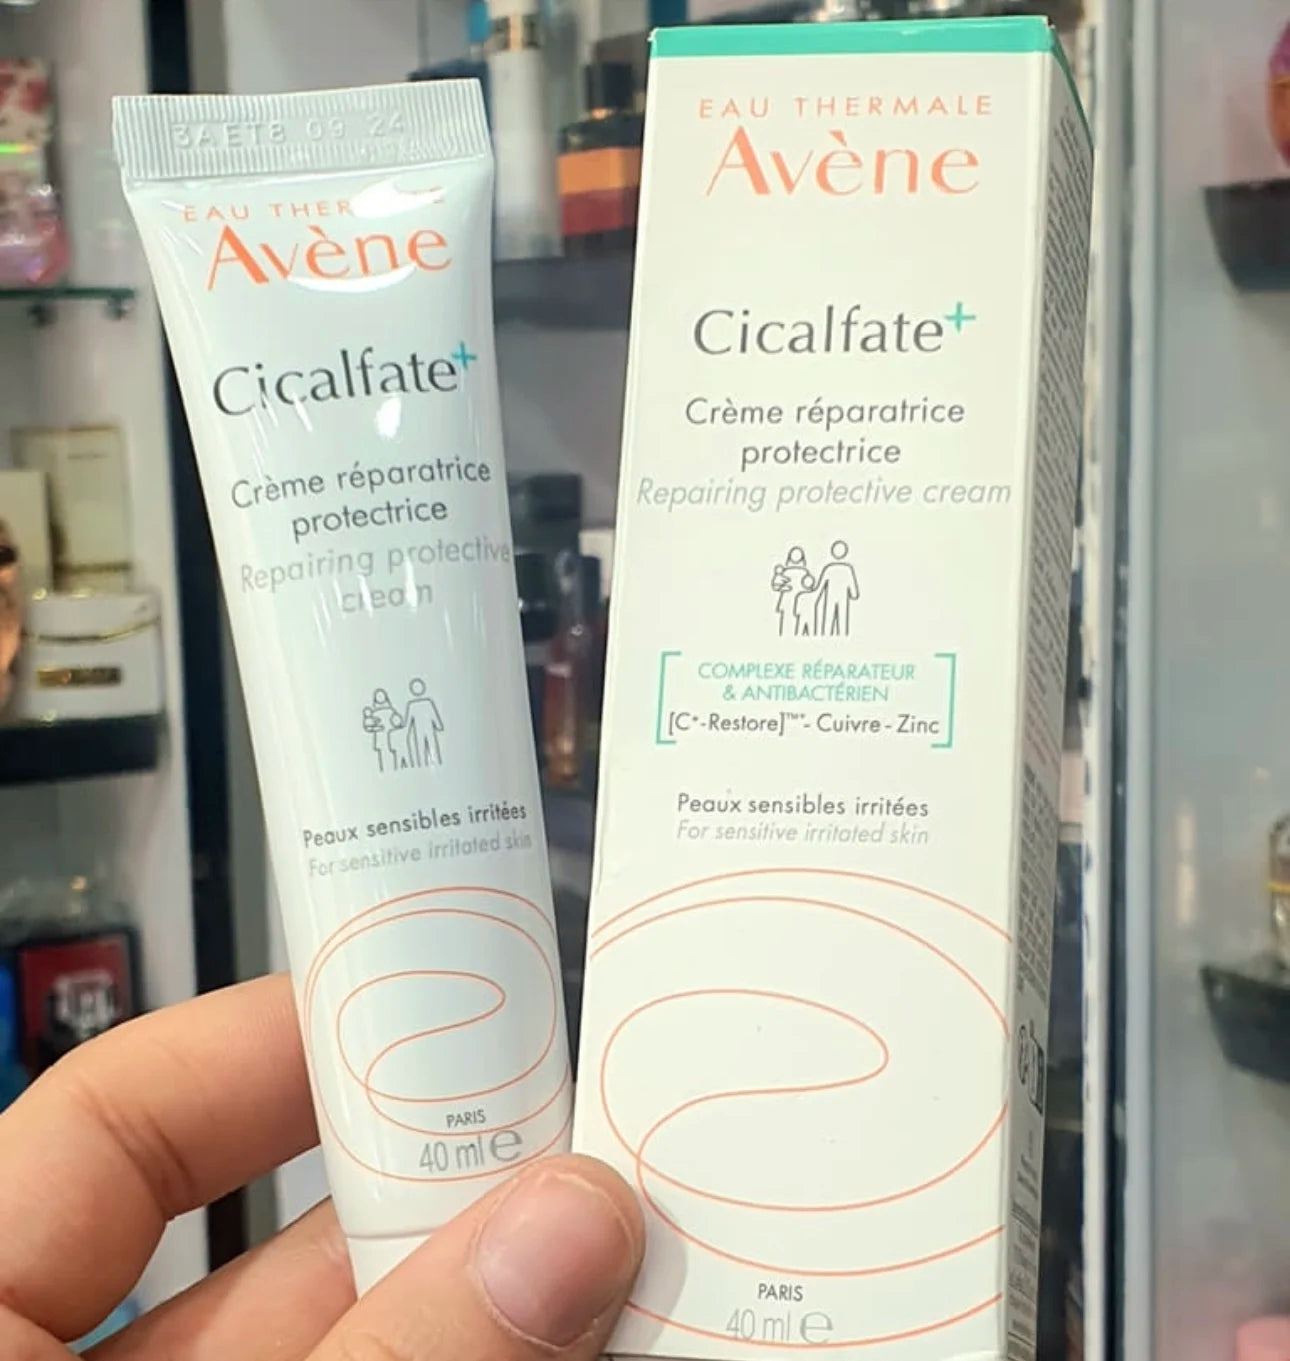 3AET8 09 24
EAU THER
Avène
Cicalfate+
Crème réparatrice
protectrice
Repairing protective
cream
Peaux sensibles irritées
For sensitive irritated skin
PARIS
40 ml e
EAU THERMALE
Avène
Cicalfate+
Crème réparatrice
protectrice
Repairing protective cream
COMPLEXE RÉPARATEUR
& ANTIBACTÉRIEN
[C+-Restore]™*- Cuivre - Zinc
Peaux sensibles irritées
For sensitive irritated skin
PARIS
40 ml e